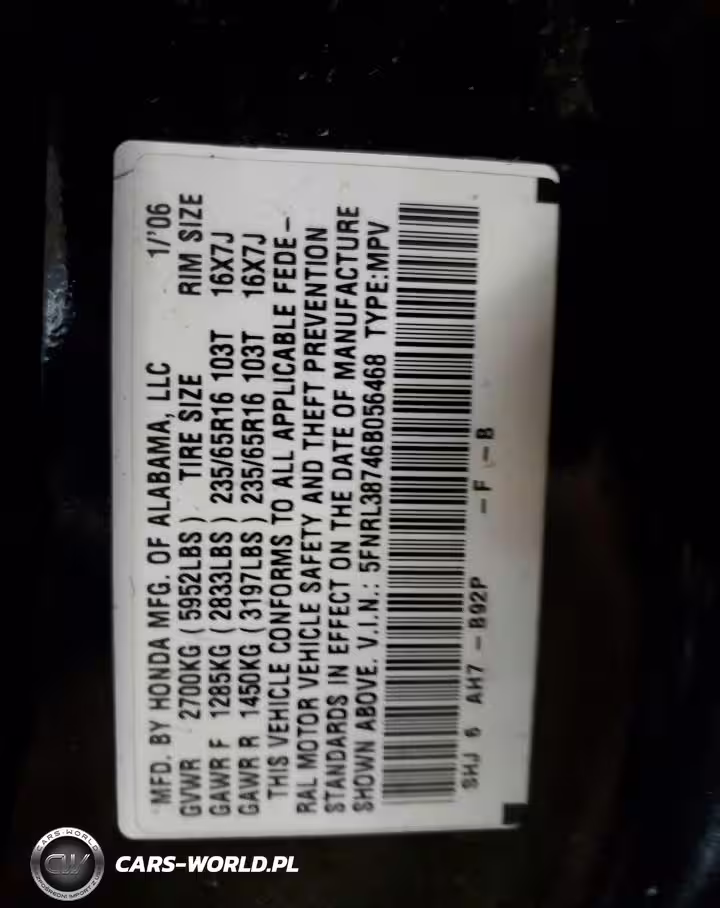 MFD. BY HONDA MFG. OF ALABAMA, LLC 1/'06
GVWR 2700KG (5952LBS) TIRE SIZE RIM SIZE
GAWR F 1285KG (2833LBS) 235/65R16 103T 16X7J
GAWR R 1450KG (3197LBS) 235/65R16 103T 16X7J
THIS VEHICLE CONFORMS TO ALL APPLICABLE FEDE-
RAL MOTOR VEHICLE SAFETY AND THEFT PREVENTION
STANDARDS IN EFFECT ON THE DATE OF MANUFACTURE
SHOWN ABOVE. V.I.N.: 5FNRL38746B056468 TYPE:MPV
SHJ 6 AH7 - B92P - F - B
CARS-WORLD
CW
CARS-WORLD.PL